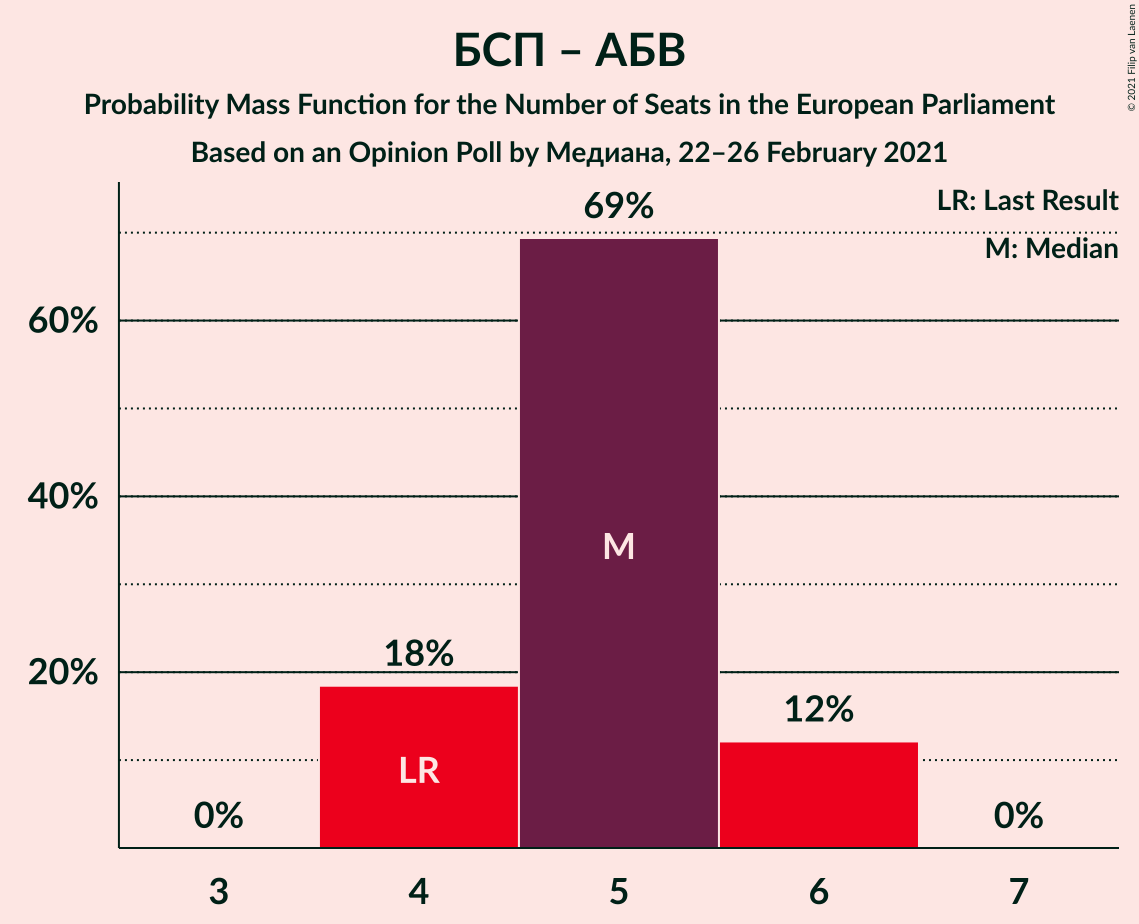 БСП – АБВ
Probability Mass Function for the Number of Seats in the European Parliament
Based on an Opinion Poll by Медиана, 22–26 February 2021
© 2021 Filip van Laenen
LR: Last Result
M: Median
69%
60%
40%
M
20%
18%
12%
LR
0%
0%
3 4 5 6 7